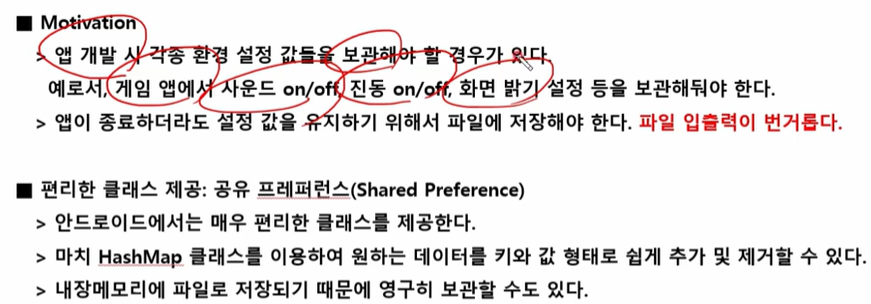 ■ Motivation
> 앱 개발 시 각종 환경 설정 값들을 보관해야 할 경우가 있다.
예로서, 게임 앱에서 사운드 on/off, 진동 on/off, 화면 밝기 설정 등을 보관해둬야 한다.
> 앱이 종료하더라도 설정 값을 유지하기 위해서 파일에 저장해야 한다. 파일 입출력이 번거롭다.
■ 편리한 클래스 제공: 공유 프레퍼런스(Shared Preference)
> 안드로이드에서는 매우 편리한 클래스를 제공한다.
> 마치 HashMap 클래스를 이용하여 원하는 데이터를 키와 값 형태로 쉽게 추가 및 제거할 수 있다.
> 내장메모리에 파일로 저장되기 때문에 영구히 보관할 수도 있다.